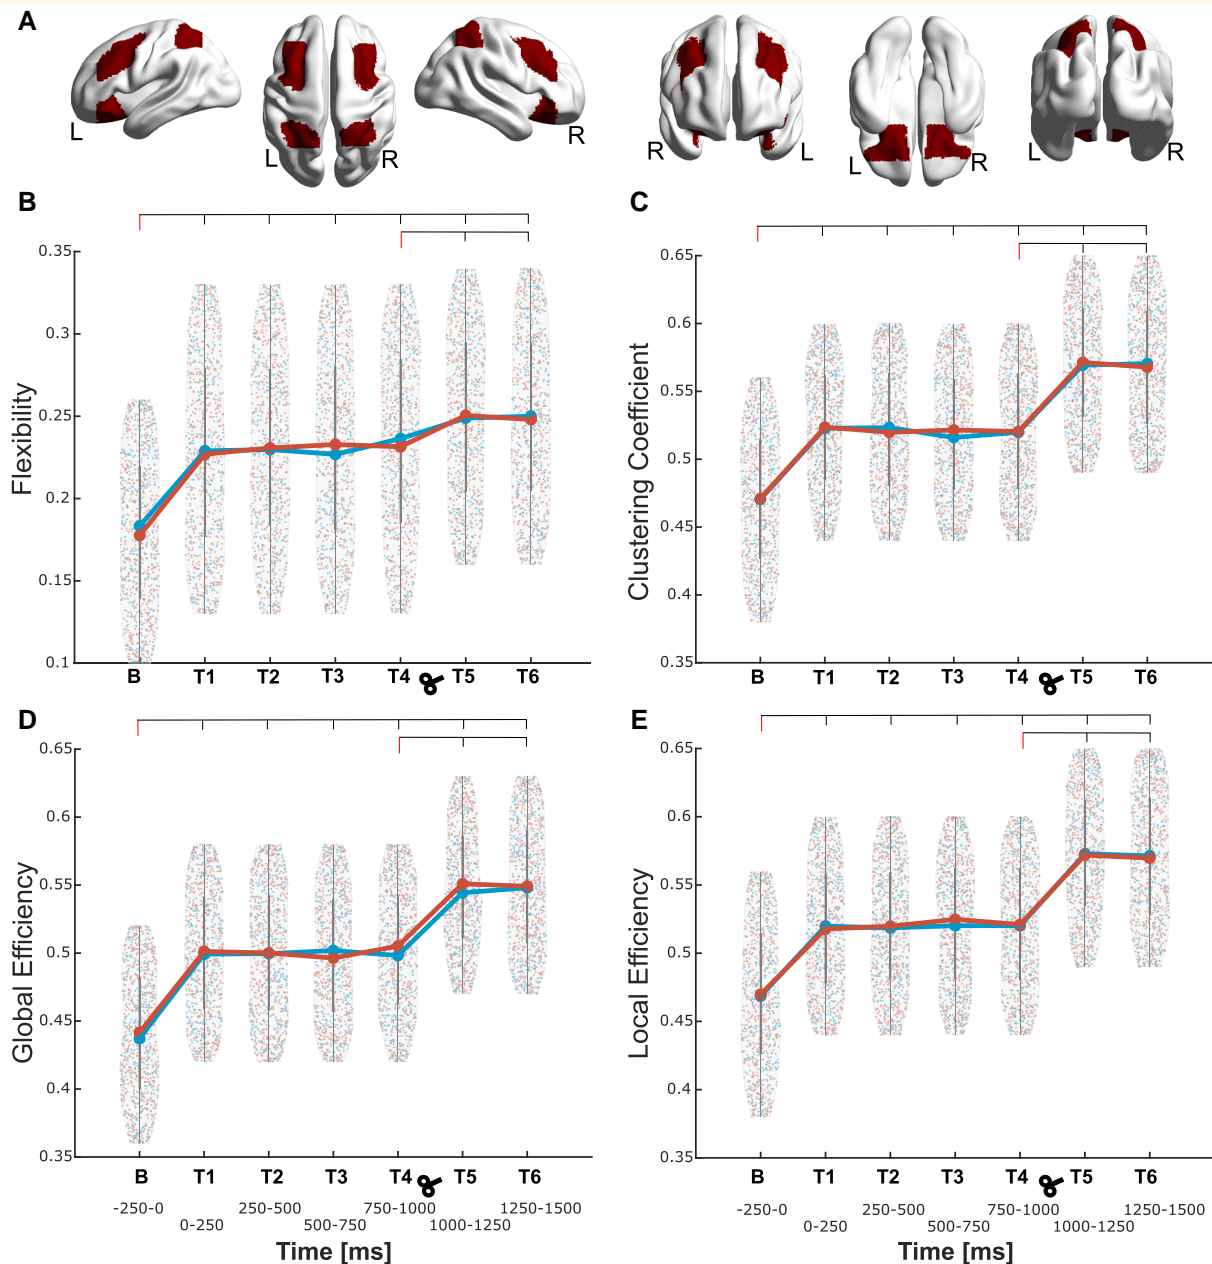 A
L L R R R L L R L R
B
0.35
0.3
0.25
0.2
0.15
0.1
Flexibility
B T1 T2 T3 T4 T5 T6
C
0.65
0.6
0.55
0.5
0.45
0.35
Clustering Coefficient
B T1 T2 T3 T4 T5 T6
D
0.65
0.6
0.55
0.5
0.45
0.4
0.35
Global Efficiency
B T1 T2 T3 T4 T5 T6
-250-0 250-500 750-1000 1250-1500
0-250 500-750 1000-1250
Time [ms]
E
0.65
0.6
0.55
0.5
0.45
0.4
0.35
Local Efficiency
B T1 T2 T3 T4 T5 T6
-250-0 250-500 750-1000 1250-1500
0-250 500-750 1000-1250
Time [ms]